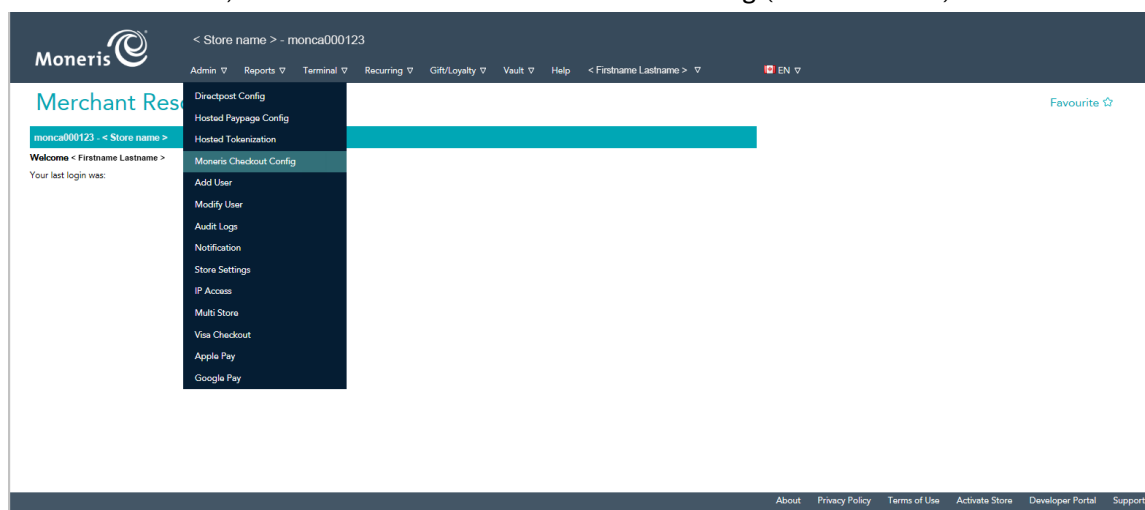 Moneris
< Store name > - monca000123
Admin ▽ Reports ▽ Terminal ▽ Recurring ▽ Gift/Loyalty ▽ Vault ▽ Help < Firstname Lastname > ▽ EN ▽
Merchant Res
Favourite ☆
monca000123 - < Store name >
Welcome < Firstname Lastname >
Your last login was:
Directpost Config
Hosted Paypage Config
Hosted Tokenization
Moneris Checkout Config
Add User
Modify User
Audit Logs
Notification
Store Settings
IP Access
Multi Store
Visa Checkout
Apple Pay
Google Pay
About Privacy Policy Terms of Use Activate Store Developer Portal Support